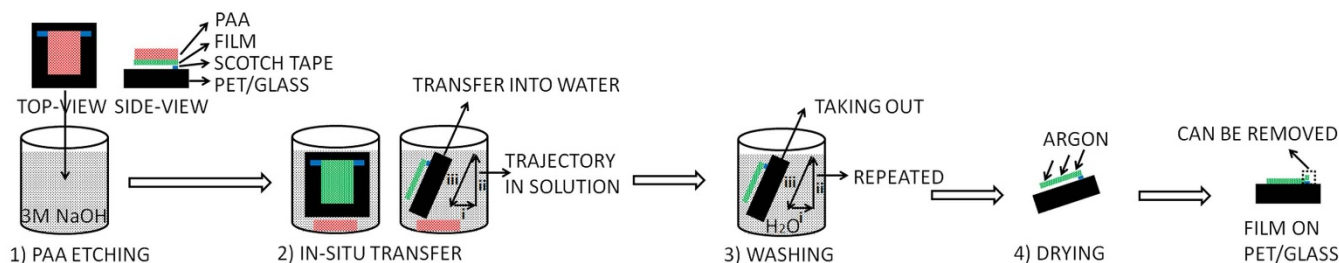 PAA
FILM
SCOTCH TAPE
PET/GLASS
TOP-VIEW SIDE-VIEW
3M NaOH
1) PAA ETCHING
TRANSFER INTO WATER
TRAJECTORY
IN SOLUTION
iii
ii
i
2) IN-SITU TRANSFER
TAKING OUT
REPEATED
iii
ii
i
H₂O
3) WASHING
ARGON
4) DRYING
CAN BE REMOVED
FILM ON
PET/GLASS